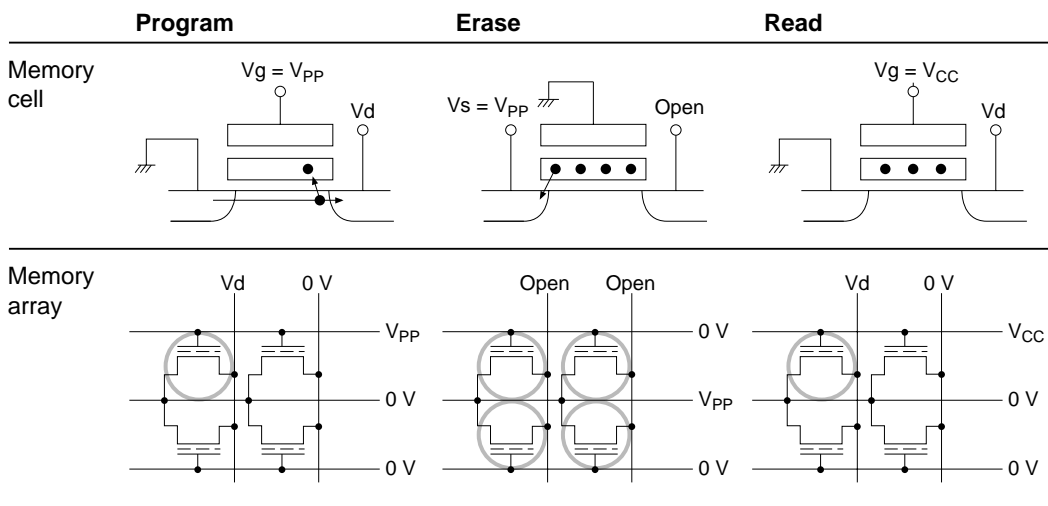 Program Erase Read
Memory cell
Vg = VPP
Vd
Vs = VPP
Open
Vg = VCC
Vd
Memory array
Vd 0 V
VPP
0 V
0 V
Open Open
0 V
VPP
0 V
Vd 0 V
VCC
0 V
0 V